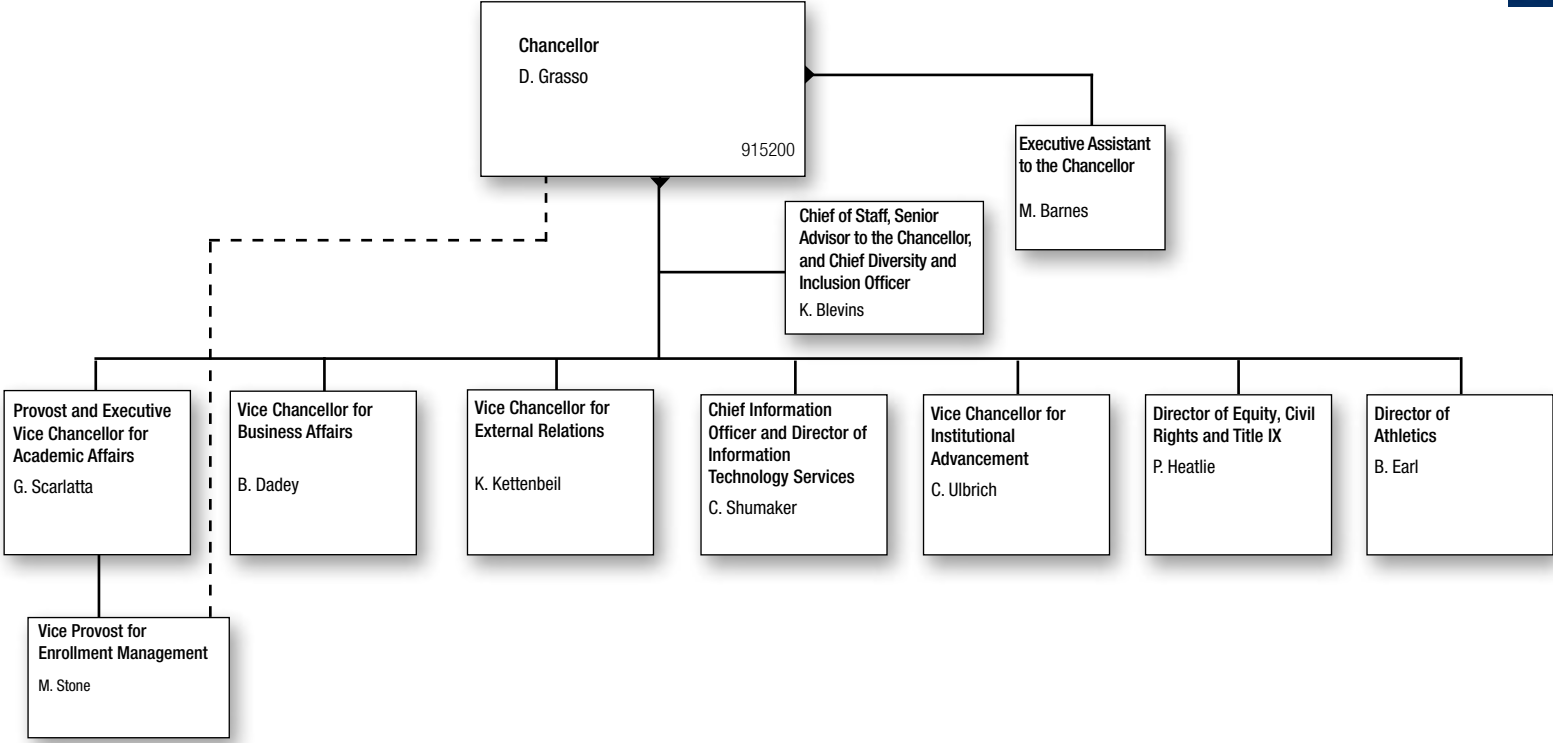 Chancellor
D. Grasso
915200
Executive Assistant
to the Chancellor
M. Barnes
Chief of Staff, Senior
Advisor to the Chancellor,
and Chief Diversity and
Inclusion Officer
K. Blevins
Provost and Executive
Vice Chancellor for
Academic Affairs
G. Scarlatta
Vice Chancellor for
Business Affairs
B. Dadey
Vice Chancellor for
External Relations
K. Kettenbeil
Chief Information
Officer and Director of
Information
Technology Services
C. Shumaker
Vice Chancellor for
Institutional
Advancement
C. Ulbrich
Director of Equity, Civil
Rights and Title IX
P. Heatlie
Director of
Athletics
B. Earl
Vice Provost for
Enrollment Management
M. Stone